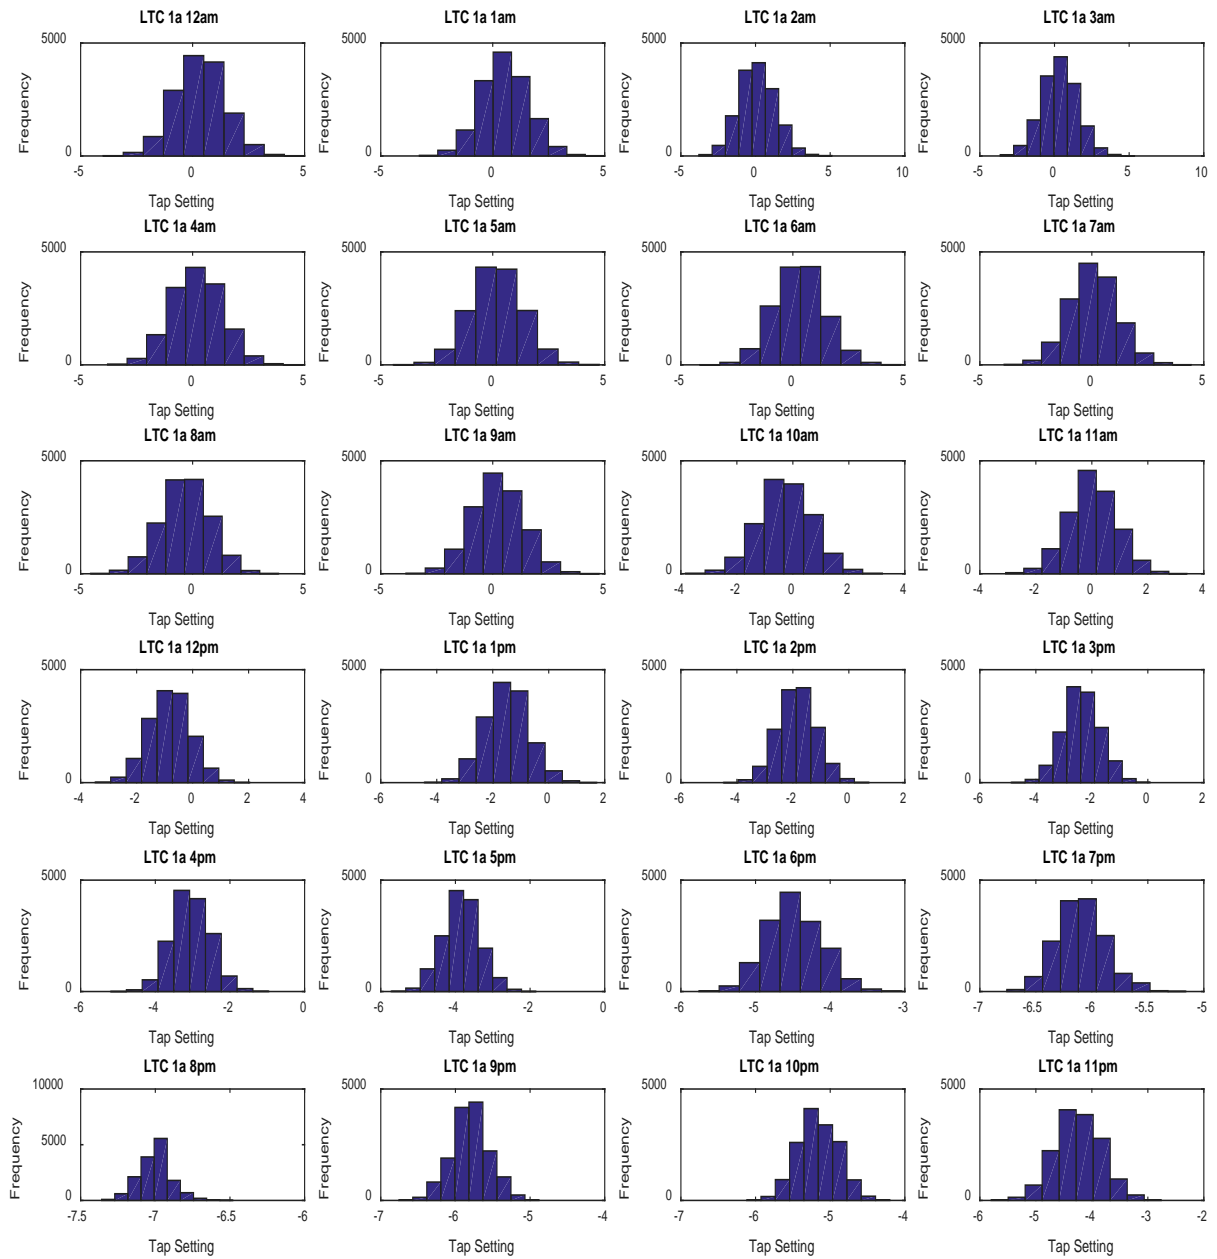 LTC 1a 12am LTC 1a 1am LTC 1a 2am LTC 1a 3am
5000 5000 5000 5000
Frequency Frequency Frequency Frequency
0 0 0 0
-5 0 5 -5 0 5 -5 0 5 10 -5 0 5 10
Tap Setting Tap Setting Tap Setting Tap Setting
LTC 1a 4am LTC 1a 5am LTC 1a 6am LTC 1a 7am
5000 5000 5000 5000
Frequency Frequency Frequency Frequency
0 0 0 0
-5 0 5 -5 0 5 -5 0 5 -5 0 5
Tap Setting Tap Setting Tap Setting Tap Setting
LTC 1a 8am LTC 1a 9am LTC 1a 10am LTC 1a 11am
5000 5000 5000 5000
Frequency Frequency Frequency Frequency
0 0 0 0
-5 0 5 -5 0 5 -4 -2 0 2 4 -4 -2 0 2 4
Tap Setting Tap Setting Tap Setting Tap Setting
LTC 1a 12pm LTC 1a 1pm LTC 1a 2pm LTC 1a 3pm
5000 5000 5000 5000
Frequency Frequency Frequency Frequency
0 0 0 0
-4 -2 0 2 4 -6 -4 -2 0 2 -6 -4 -2 0 2 -6 -4 -2 0 2
Tap Setting Tap Setting Tap Setting Tap Setting
LTC 1a 4pm LTC 1a 5pm LTC 1a 6pm LTC 1a 7pm
5000 5000 5000 5000
Frequency Frequency Frequency Frequency
0 0 0 0
-6 -4 -2 0 -6 -4 -2 0 -6 -5 -4 -3 -7 -6.5 -6 -5.5 -5
Tap Setting Tap Setting Tap Setting Tap Setting
LTC 1a 8pm LTC 1a 9pm LTC 1a 10pm LTC 1a 11pm
10000 5000 5000 5000
5000
Frequency Frequency Frequency Frequency
0 0 0 0
-7.5 -7 -6.5 -6 -7 -6 -5 -4 -7 -6 -5 -4 -6 -5 -4 -3 -2
Tap Setting Tap Setting Tap Setting Tap Setting